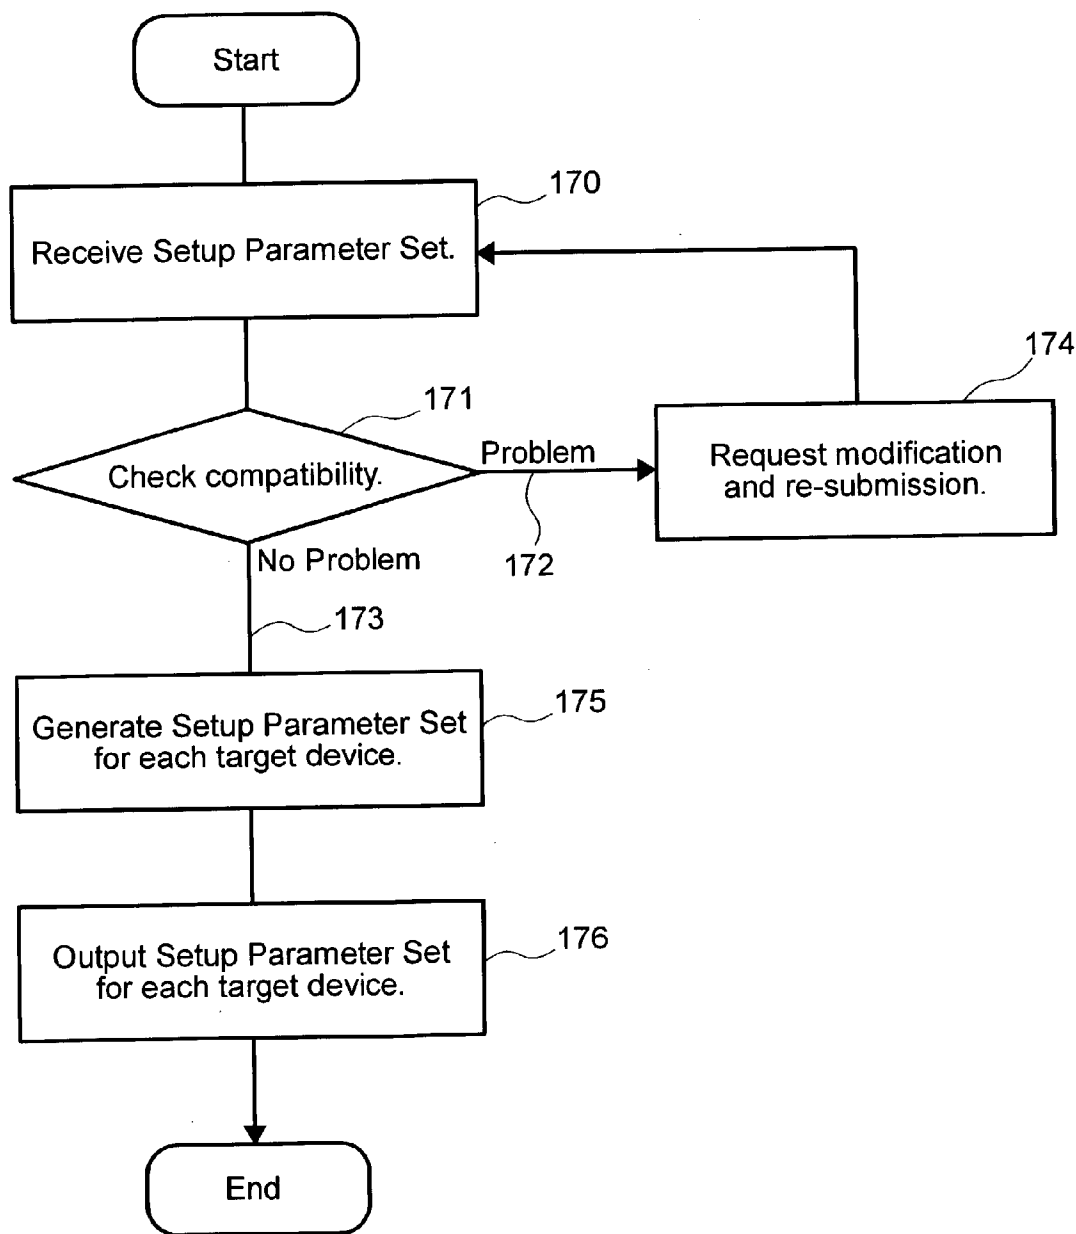 Start
170
Receive Setup Parameter Set.
174
171
Problem
Check compatibility.
Request modification
and re-submission.
172
No Problem
173
175
Generate Setup Parameter Set
for each target device.
176
Output Setup Parameter Set
for each target device.
End